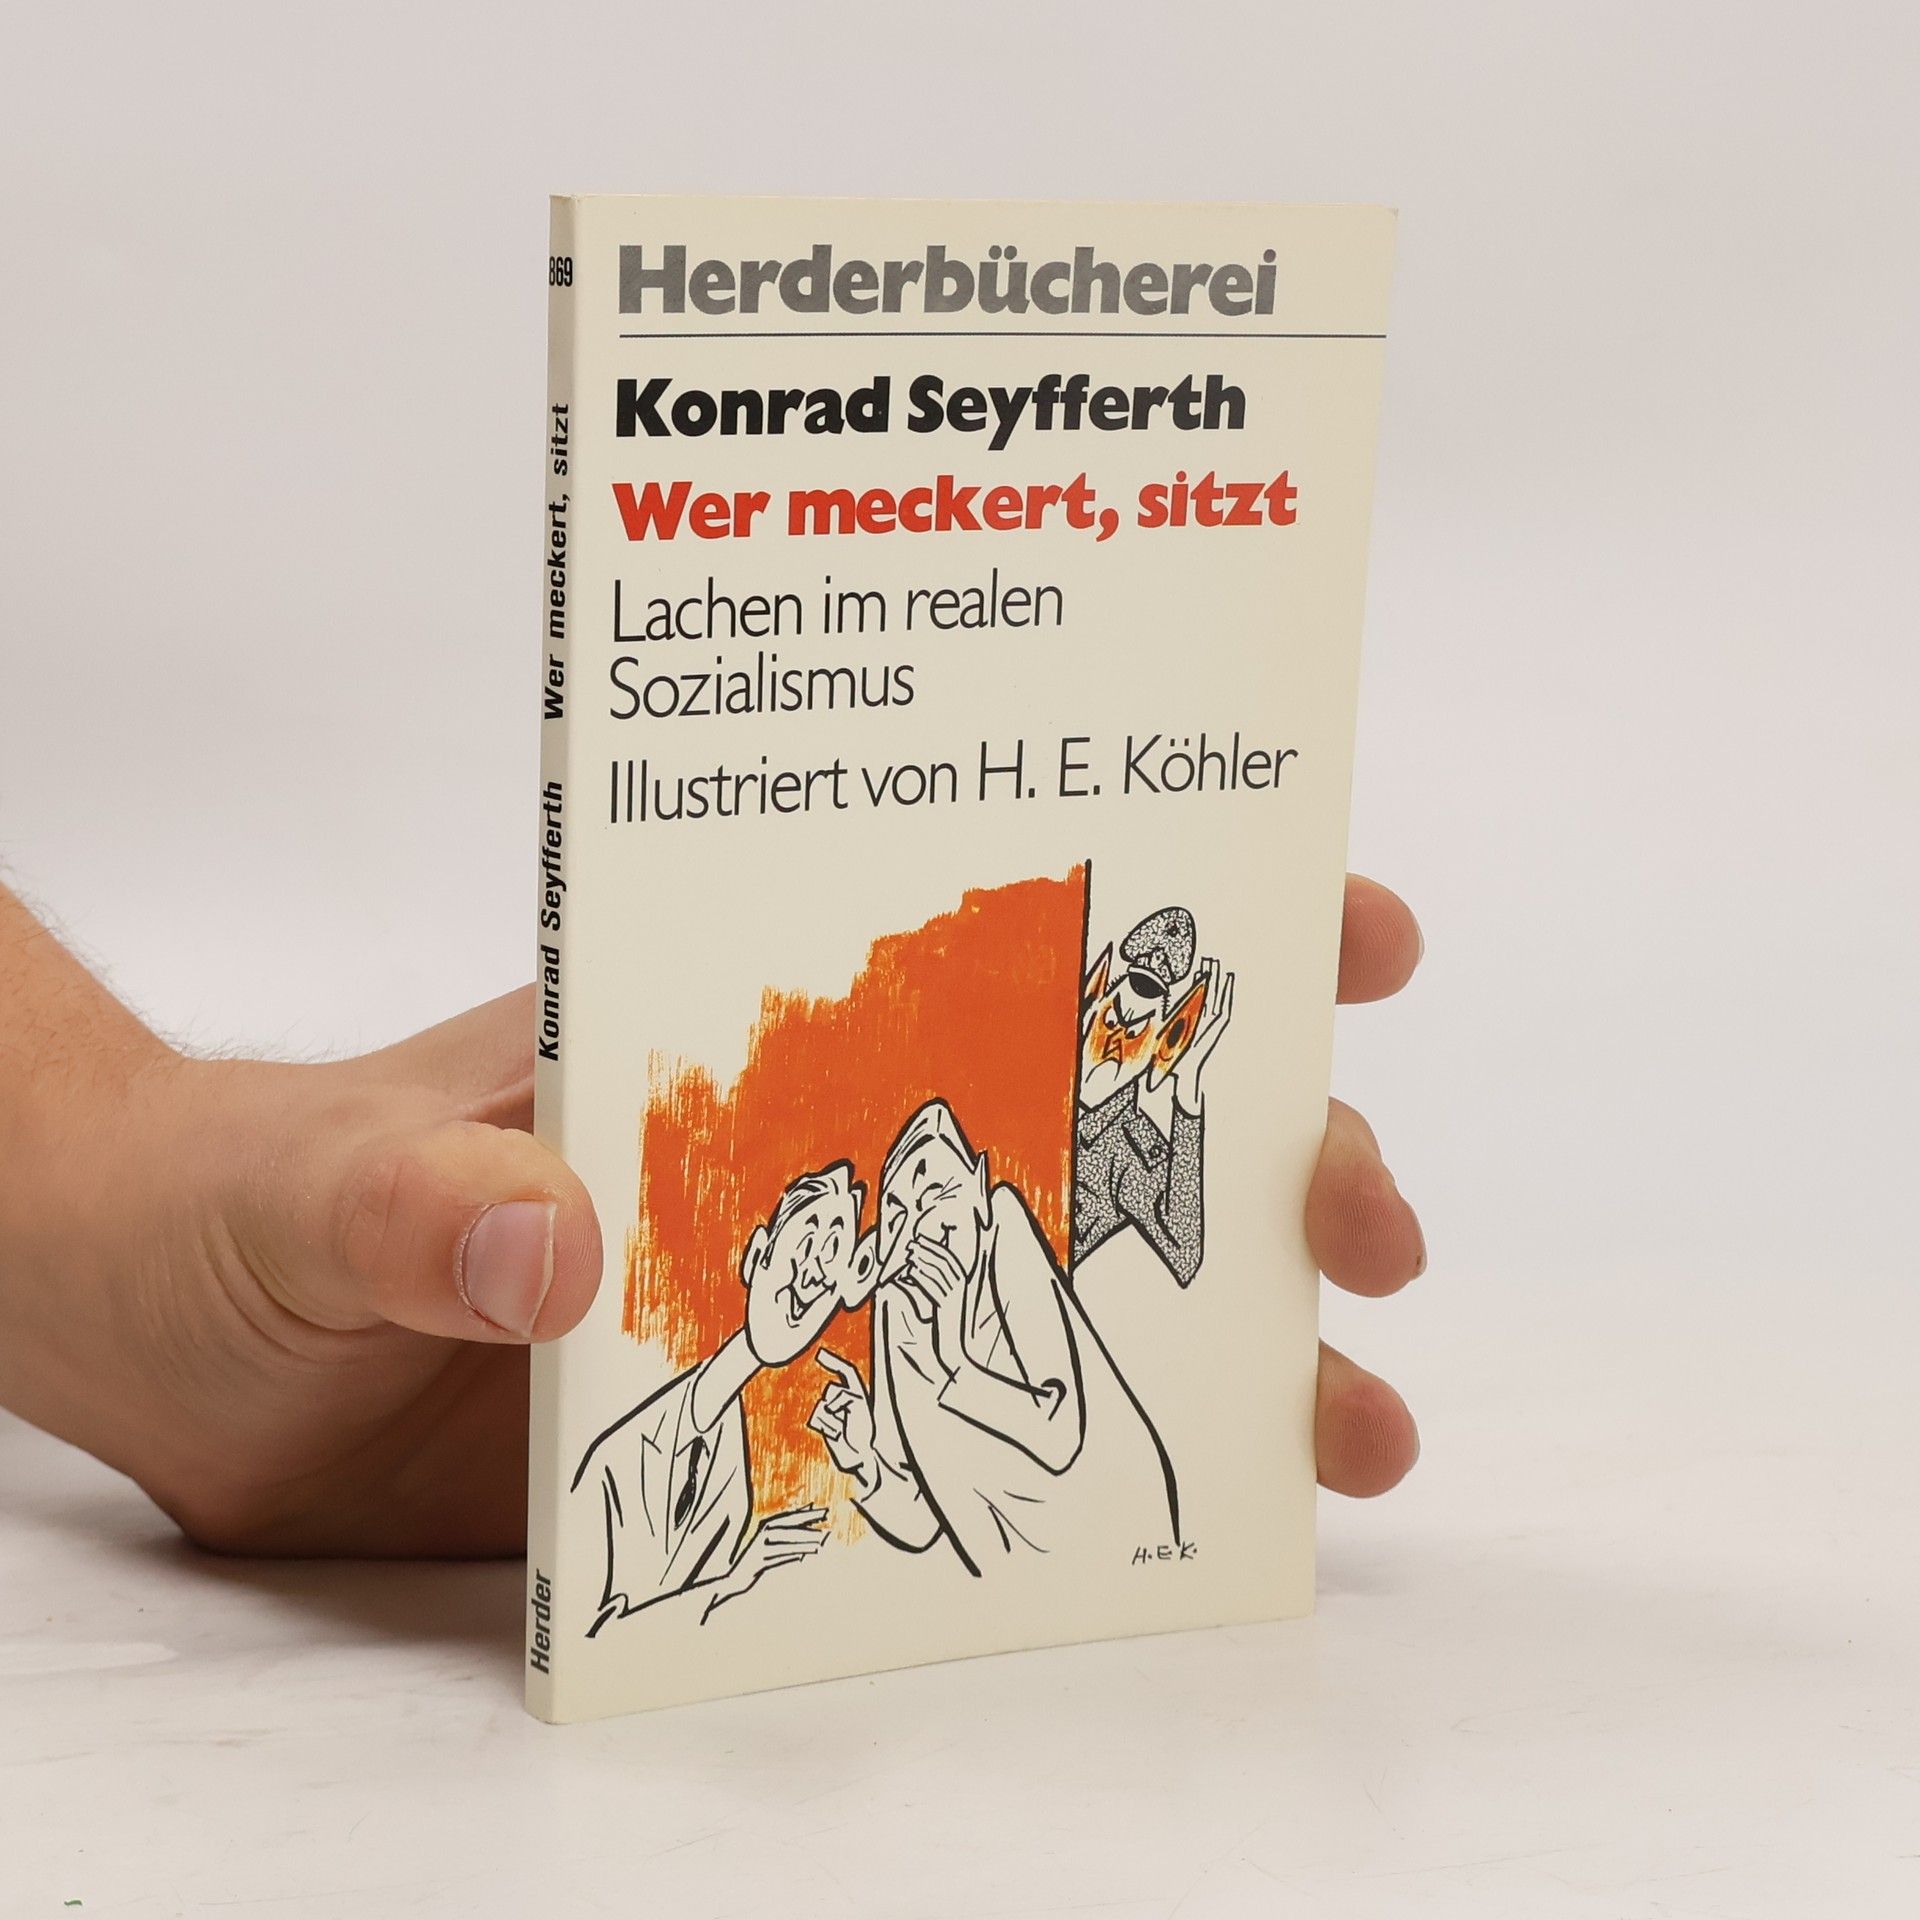 Herderbücherei
Konrad Seyfferth
Wer meckert, sitzt
Lachen im realen
Sozialismus
Illustriert von H. E. Köhler
H.E.K.
869
Konrad Seyfferth Wer meckert, sitzt
Herder